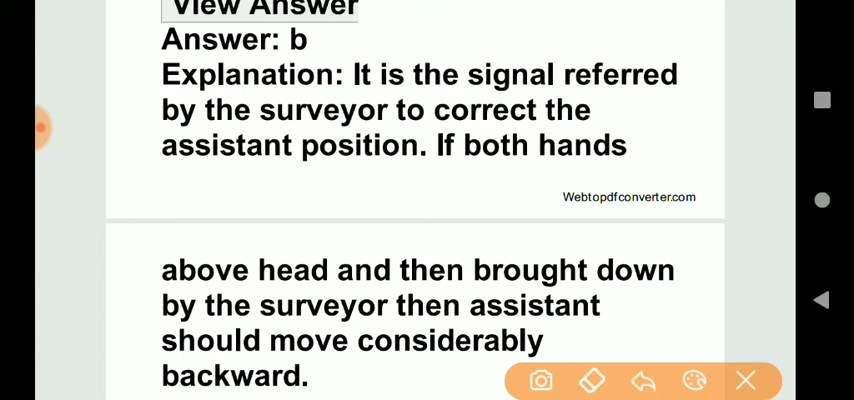 View Answer
Answer: b
Explanation: It is the signal referred
by the surveyor to correct the
assistant position. If both hands
Webtopdfconverter.com
above head and then brought down
by the surveyor then assistant
should move considerably
backward.